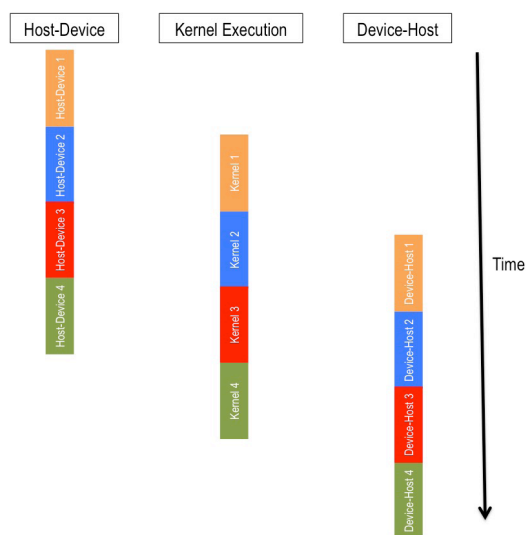 Host-Device
Kernel Execution
Device-Host
Host-Device 1
Host-Device 2
Host-Device 3
Host-Device 4
Kernel 1
Kernel 2
Kernel 3
Kernel 4
Device-Host 1
Device-Host 2
Device-Host 3
Device-Host 4
Time